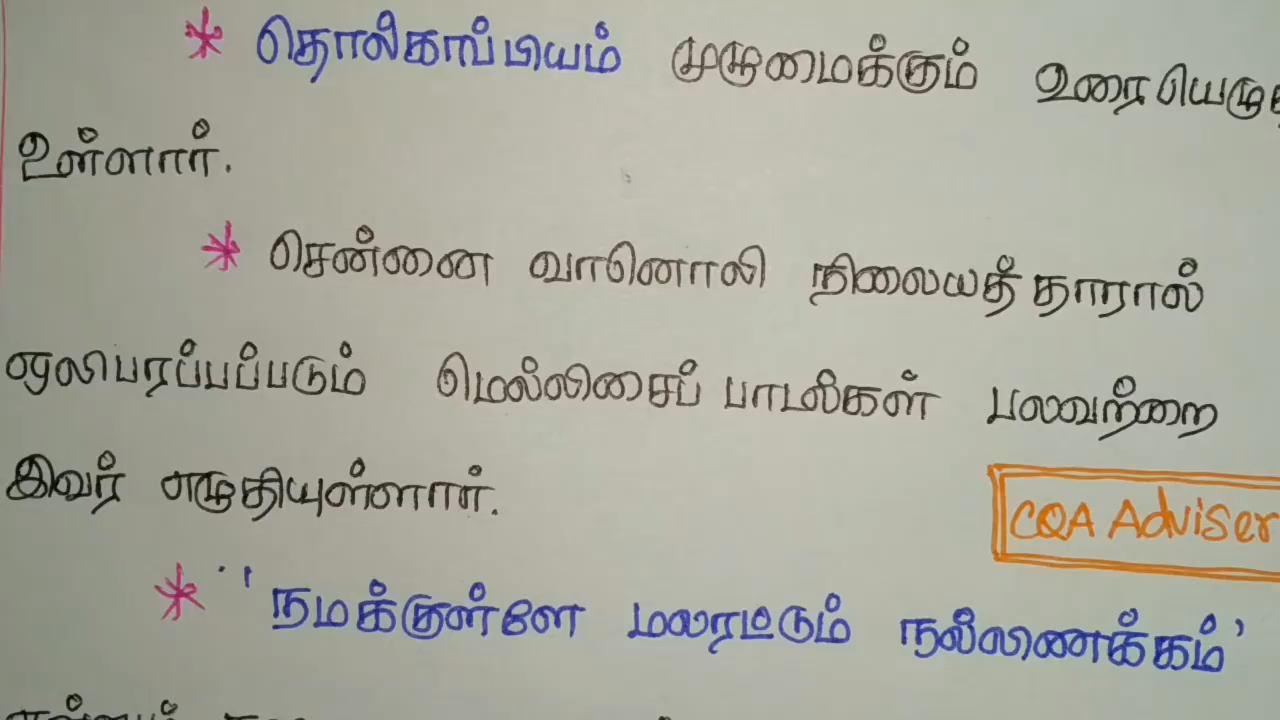 * தொல்காப்பியம் முழுமைக்கும் உரையெழு
உள்ளார்.
* சென்னை வானொலி நிலையத்தாரால்
ஒலிபரப்பப்படும் மெல்லிசைப் பாடல்கள் பலவற்றை
இவர் எழுதியுள்ளார்.
CQA Adviser
* ' நமக்குள்ளே மலரட்டும் நல்லிணக்கம்'